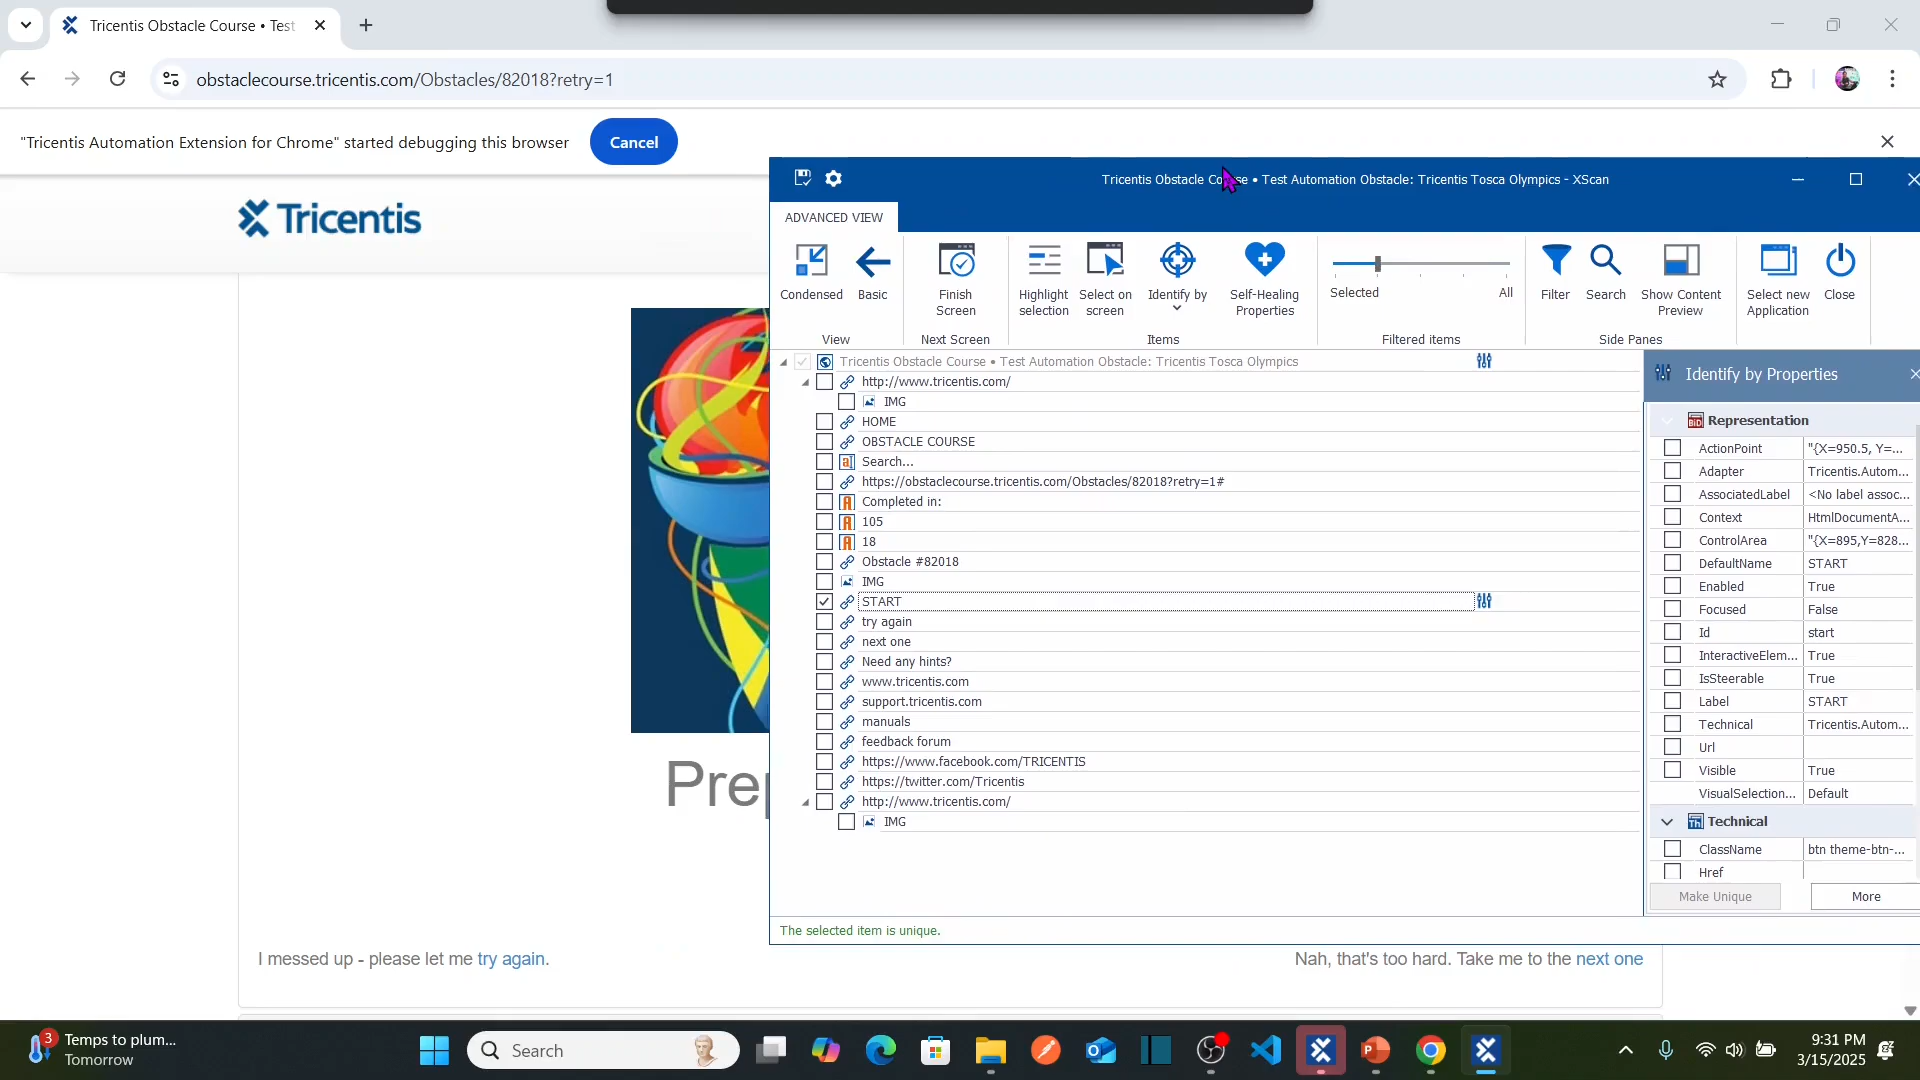 Tricentis Obstacle Course • Test
obstaclecourse.tricentis.com/Obstacles/82018?retry=1
"Tricentis Automation Extension for Chrome" started debugging this browser
Cancel
Tricentis
Tricentis Obstacle Course • Test Automation Obstacle: Tricentis Tosca Olympics - XScan
ADVANCED VIEW
Condensed
Basic
Finish
Screen
Highlight
selection
Select on
screen
Identify by
Self-Healing
Properties
Selected
All
Filter
Search
Show Content
Preview
Select new
Application
Close
View
Next Screen
Items
Filtered items
Side Panes
Tricentis Obstacle Course • Test Automation Obstacle: Tricentis Tosca Olympics
http://www.tricentis.com/
IMG
HOME
OBSTACLE COURSE
Search...
https://obstaclecourse.tricentis.com/Obstacles/82018?retry=1#
Completed in:
105
18
Obstacle #82018
IMG
START
try again
next one
Need any hints?
www.tricentis.com
support.tricentis.com
manuals
feedback forum
https://www.facebook.com/TRICENTIS
https://twitter.com/Tricentis
http://www.tricentis.com/
IMG
Identify by Properties
Representation
ActionPoint "{X=950.5, Y=...
Adapter Tricentis.Autom...
AssociatedLabel <No label assoc...
Context HtmlDocumentA...
ControlArea "{X=895,Y=828...
DefaultName START
Enabled True
Focused False
Id start
InteractiveElem... True
IsSteerable True
Label START
Technical Tricentis.Autom...
Url
Visible True
VisualSelection... Default
Technical
ClassName btn theme-btn-...
Href
Make Unique
More
The selected item is unique.
Prep
I messed up - please let me try again.
Nah, that's too hard. Take me to the next one
3
Temps to plum...
Tomorrow
Search
9:31 PM
3/15/2025